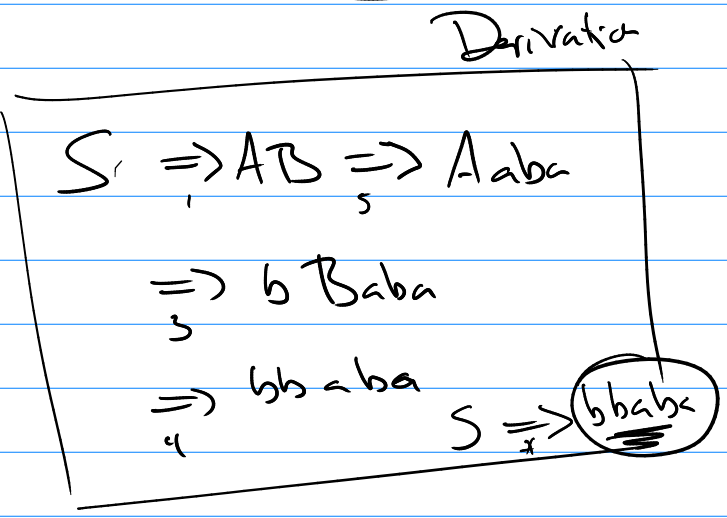 Derivation
S ⇒₁ AB ⇒₅ Aaba
⇒₃ bBaba
⇒₄ bbaba
S ⇒* bbaba